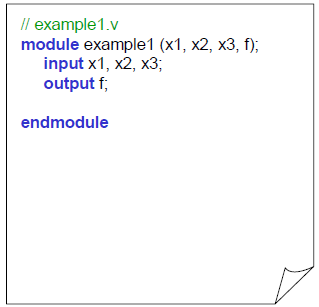 // example1.v
module example1 (x1, x2, x3, f);
input x1, x2, x3;
output f;
endmodule